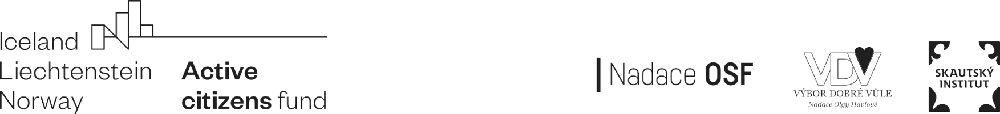 Iceland
Liechtenstein
Norway
Active
citizens fund
Nadace OSF
VDV
VÝBOR DOBRÉ VŮLE
Nadace Olgy Havlové
SKAUTSKÝ
INSTITUT